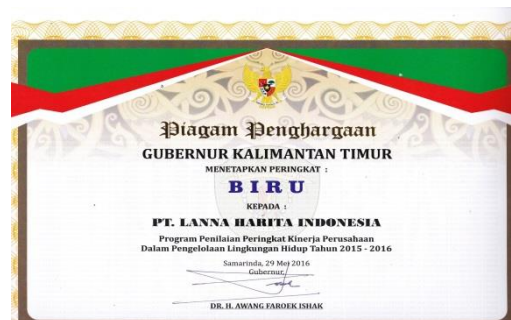 Piagam Penghargaan
GUBERNUR KALIMANTAN TIMUR
MENETAPKAN PERINGKAT :
BIRU
KEPADA :
PT. LANNA HARITA INDONESIA
Program Penilaian Peringkat Kinerja Perusahaan
Dalam Pengelolaan Lingkungan Hidup Tahun 2015 - 2016
Samarinda, 29 Mei 2016
Gubernur,
DR. H. AWANG FAROEK ISHAK